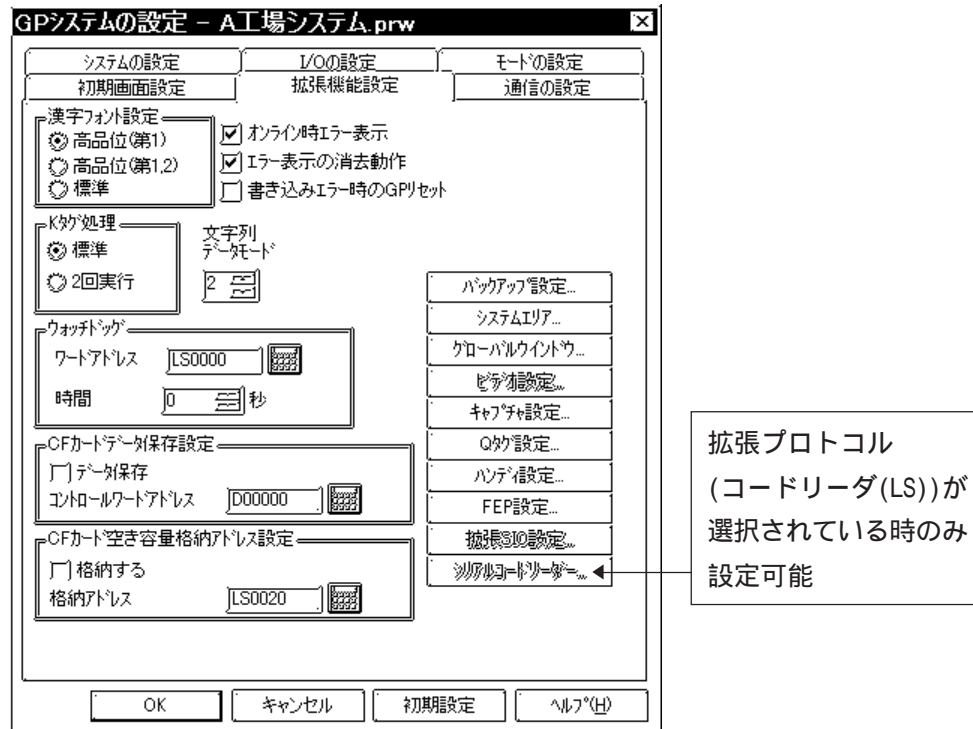 GPシステムの設定 － A工場システム.prw
システムの設定
I/Oの設定
モードの設定
初期画面設定
拡張機能設定
通信の設定
漢字フォント設定
高品位(第1)
高品位(第1,2)
標準
オンライン時エラー表示
エラー表示の消去動作
書き込みエラー時のGPリセット
Kタグ処理
標準
2回実行
文字列
データモード
2
ウォッチドッグ
ワードアドレス
LS0000
時間
0
秒
CFカードデータ保存設定
データ保存
コントロールワードアドレス
D00000
CFカード空き容量格納アドレス設定
格納する
格納アドレス
LS0020
バックアップ設定...
システムエリア...
グローバルウインドウ...
ビデオ設定...
キャプチャ設定...
Qタグ設定...
ハンディ設定...
FEP設定...
拡張SIO設定...
シリアルコードリーダー...
拡張プロトコル
(コードリーダ(LS))が
選択されている時のみ
設定可能
OK
キャンセル
初期設定
ヘルプ(H)